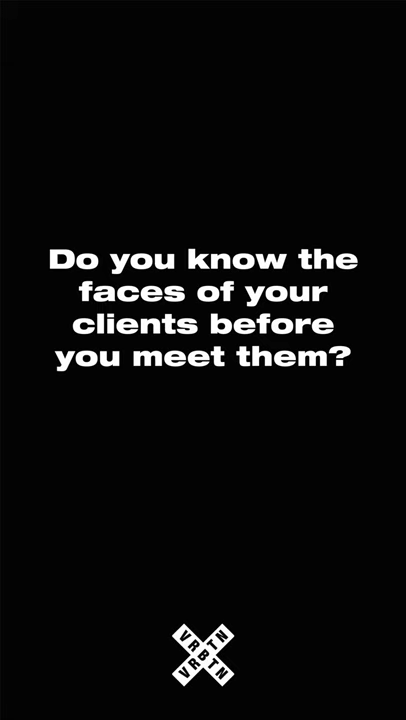 Do you know the
faces of your
clients before
you meet them?
VRBTN
VRBTN